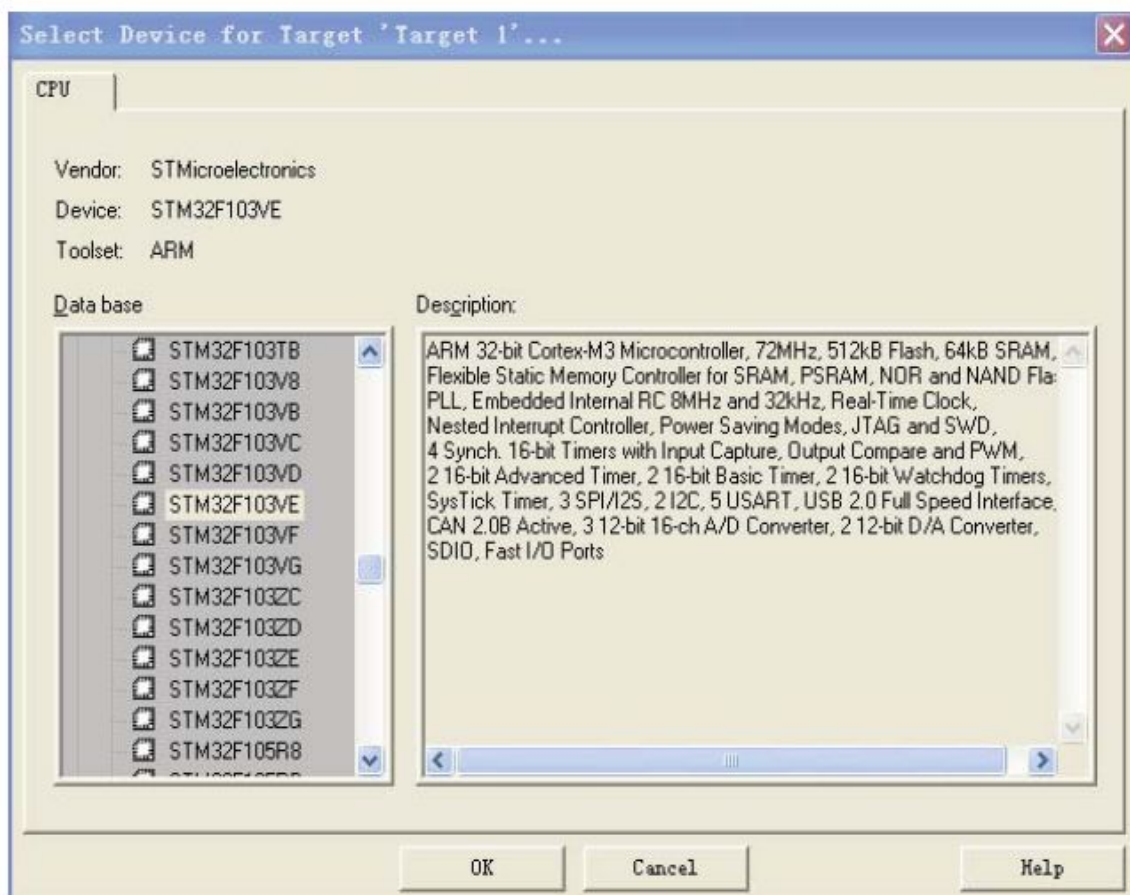 Select Device for Target 'Target 1'...
CPU
Vendor: STMicroelectronics
Device: STM32F103VE
Toolset: ARM
Data base
STM32F103TB
STM32F103V8
STM32F103VB
STM32F103VC
STM32F103VD
STM32F103VE
STM32F103VF
STM32F103VG
STM32F103ZC
STM32F103ZD
STM32F103ZE
STM32F103ZF
STM32F103ZG
STM32F105R8
Description:
ARM 32-bit Cortex-M3 Microcontroller, 72MHz, 512kB Flash, 64kB SRAM,
Flexible Static Memory Controller for SRAM, PSRAM, NOR and NAND Fla
PLL, Embedded Internal RC 8MHz and 32kHz, Real-Time Clock,
Nested Interrupt Controller, Power Saving Modes, JTAG and SWD,
4 Synch. 16-bit Timers with Input Capture, Output Compare and PWM,
2 16-bit Advanced Timer, 2 16-bit Basic Timer, 2 16-bit Watchdog Timers,
SysTick Timer, 3 SPI/I2S, 2 I2C, 5 USART, USB 2.0 Full Speed Interface,
CAN 2.0B Active, 3 12-bit 16-ch A/D Converter, 2 12-bit D/A Converter,
SDIO, Fast I/O Ports
OK Cancel Help